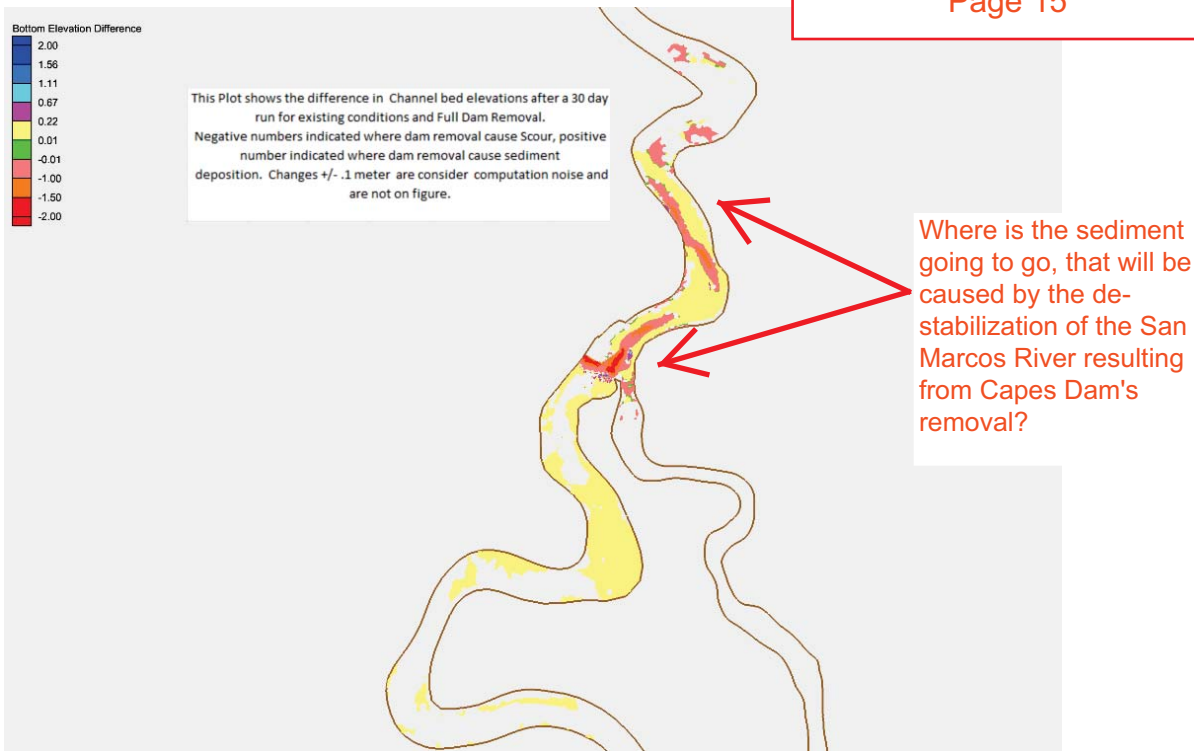 Page 15
Bottom Elevation Difference
2.00
1.56
1.11
0.67
0.22
0.01
-0.01
-1.00
-1.50
-2.00
This Plot shows the difference in Channel bed elevations after a 30 day
run for existing conditions and Full Dam Removal.
Negative numbers indicated where dam removal cause Scour, positive
number indicated where dam removal cause sediment
deposition. Changes +/- .1 meter are consider computation noise and
are not on figure.
Where is the sediment
going to go, that will be
caused by the de-
stabilization of the San
Marcos River resulting
from Capes Dam's
removal?